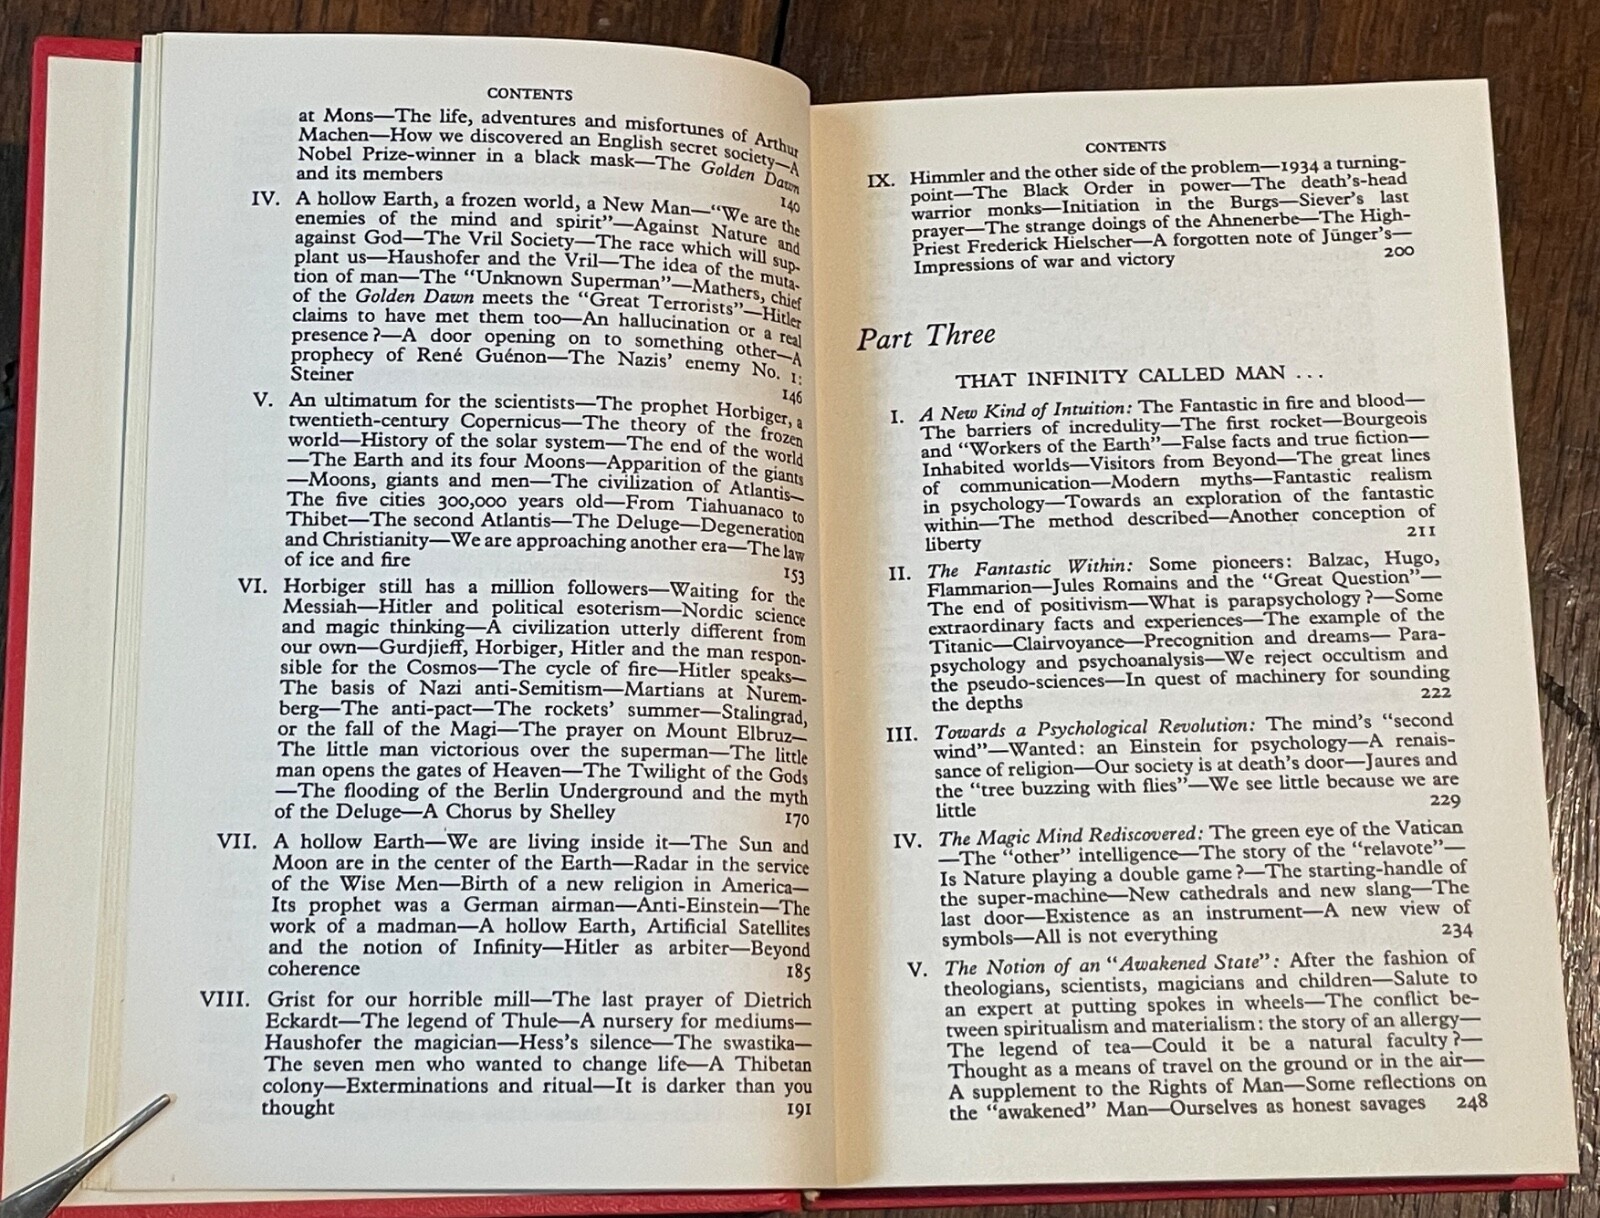 CONTENTS
at Mons—The life, adventures and misfortunes of Arthur
Machen—How we discovered an English secret society—A
Nobel Prize-winner in a black mask—The Golden Dawn
and its members 140
IV. A hollow Earth, a frozen world, a New Man—"We are the
enemies of the mind and spirit"—Against Nature and
against God—The Vril Society—The race which will sup-
plant us—Haushofer and the Vril—The idea of the muta-
tion of man—The "Unknown Superman"—Mathers, chief
of the Golden Dawn meets the "Great Terrorists"—Hitler
claims to have met them too—An hallucination or a real
presence?—A door opening on to something other—A
prophecy of René Guénon—The Nazis' enemy No. 1:
Steiner 146
V. An ultimatum for the scientists—The prophet Horbiger, a
twentieth-century Copernicus—The theory of the frozen
world—History of the solar system—The end of the world
—The Earth and its four Moons—Apparition of the giants
—Moons, giants and men—The civilization of Atlantis—
The five cities 300,000 years old—From Tiahuanaco to
Thibet—The second Atlantis—The Deluge—Degeneration
and Christianity—We are approaching another era—The law
of ice and fire 153
VI. Horbiger still has a million followers—Waiting for the
Messiah—Hitler and political esoterism—Nordic science
and magic thinking—A civilization utterly different from
our own—Gurdjieff, Horbiger, Hitler and the man respon-
sible for the Cosmos—The cycle of fire—Hitler speaks—
The basis of Nazi anti-Semitism—Martians at Nurem-
berg—The anti-pact—The rockets' summer—Stalingrad,
or the fall of the Magi—The prayer on Mount Elbruz—
The little man victorious over the superman—The little
man opens the gates of Heaven—The Twilight of the Gods
—The flooding of the Berlin Underground and the myth
of the Deluge—A Chorus by Shelley 170
VII. A hollow Earth—We are living inside it—The Sun and
Moon are in the center of the Earth—Radar in the service
of the Wise Men—Birth of a new religion in America—
Its prophet was a German airman—Anti-Einstein—The
work of a madman—A hollow Earth, Artificial Satellites
and the notion of Infinity—Hitler as arbiter—Beyond
coherence 185
VIII. Grist for our horrible mill—The last prayer of Dietrich
Eckardt—The legend of Thule—A nursery for mediums—
Haushofer the magician—Hess's silence—The swastika—
The seven men who wanted to change life—A Thibetan
colony—Exterminations and ritual—It is darker than you
thought 191
CONTENTS
IX. Himmler and the other side of the problem—1934 a turning-
point—The Black Order in power—The death's-head
warrior monks—Initiation in the Burgs—Siever's last
prayer—The strange doings of the Ahnenerbe—The High-
Priest Frederick Hielscher—A forgotten note of Jünger's—
Impressions of war and victory 200
Part Three
THAT INFINITY CALLED MAN . . .
I. A New Kind of Intuition: The Fantastic in fire and blood—
The barriers of incredulity—The first rocket—Bourgeois
and "Workers of the Earth"—False facts and true fiction—
Inhabited worlds—Visitors from Beyond—The great lines
of communication—Modern myths—Fantastic realism
in psychology—Towards an exploration of the fantastic
within—The method described—Another conception of
liberty 211
II. The Fantastic Within: Some pioneers: Balzac, Hugo,
Flammarion—Jules Romains and the "Great Question"—
The end of positivism—What is parapsychology?—Some
extraordinary facts and experiences—The example of the
Titanic—Clairvoyance—Precognition and dreams— Para-
psychology and psychoanalysis—We reject occultism and
the pseudo-sciences—In quest of machinery for sounding
the depths 222
III. Towards a Psychological Revolution: The mind's "second
wind"—Wanted: an Einstein for psychology—A renais-
sance of religion—Our society is at death's door—Jaures and
the "tree buzzing with flies"—We see little because we are
little 229
IV. The Magic Mind Rediscovered: The green eye of the Vatican
—The "other" intelligence—The story of the "relavote"—
Is Nature playing a double game?—The starting-handle of
the super-machine—New cathedrals and new slang—The
last door—Existence as an instrument—A new view of
symbols—All is not everything 234
V. The Notion of an "Awakened State": After the fashion of
theologians, scientists, magicians and children—Salute to
an expert at putting spokes in wheels—The conflict be-
tween spiritualism and materialism: the story of an allergy—
The legend of tea—Could it be a natural faculty?—
Thought as a means of travel on the ground or in the air—
A supplement to the Rights of Man—Some reflections on
the "awakened" Man—Ourselves as honest savages 248